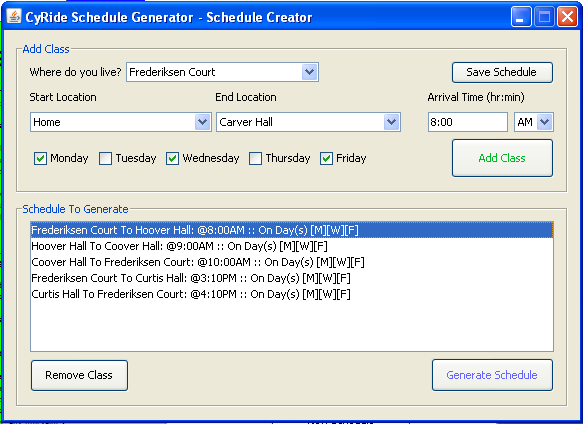 CyRide Schedule Generator - Schedule Creator
Add Class
Where do you live? Frederiksen Court Save Schedule
Start Location End Location Arrival Time (hr:min)
Home Carver Hall 8:00 AM
Monday Tuesday Wednesday Thursday Friday Add Class
Schedule To Generate
Frederiksen Court To Hoover Hall: @8:00AM :: On Day(s) [M][W][F]
Hoover Hall To Coover Hall: @9:00AM :: On Day(s) [M][W][F]
Coover Hall To Frederiksen Court: @10:00AM :: On Day(s) [M][W][F]
Frederiksen Court To Curtis Hall: @3:10PM :: On Day(s) [M][W][F]
Curtis Hall To Frederiksen Court: @4:10PM :: On Day(s) [M][W][F]
Remove Class Generate Schedule